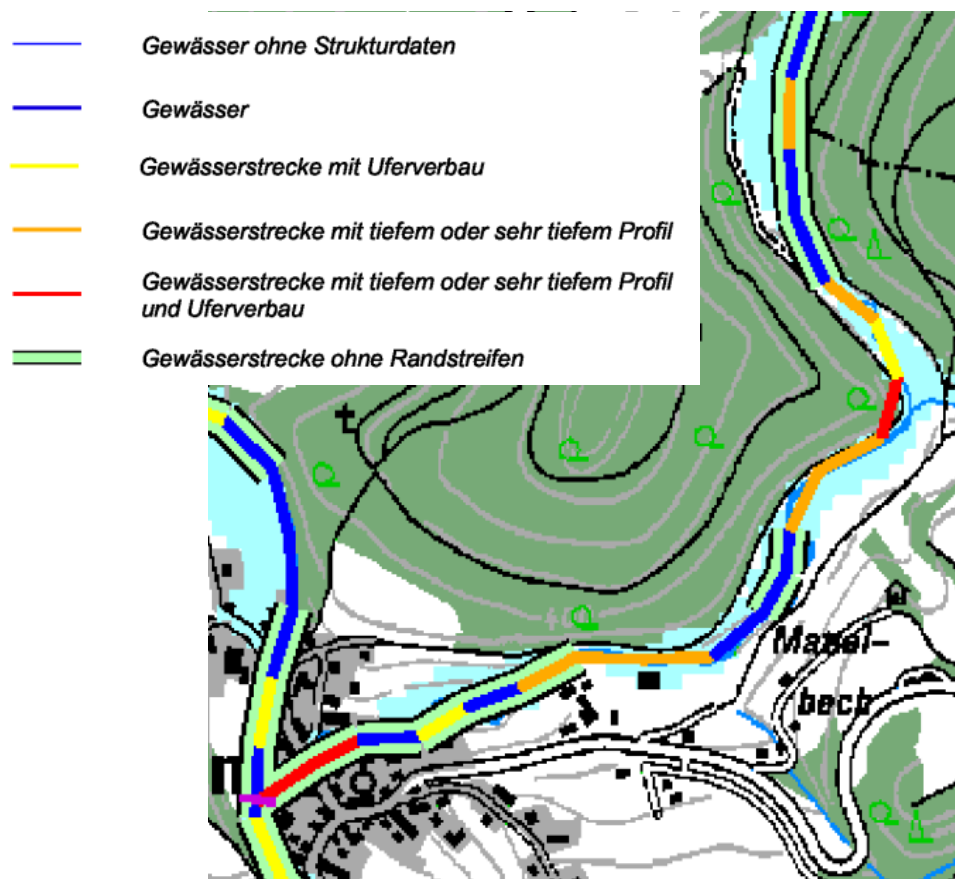 Gewässer ohne Strukturdaten
Gewässer
Gewässerstrecke mit Uferverbau
Gewässerstrecke mit tiefem oder sehr tiefem Profil
Gewässerstrecke mit tiefem oder sehr tiefem Profil
und Uferverbau
Gewässerstrecke ohne Randstreifen